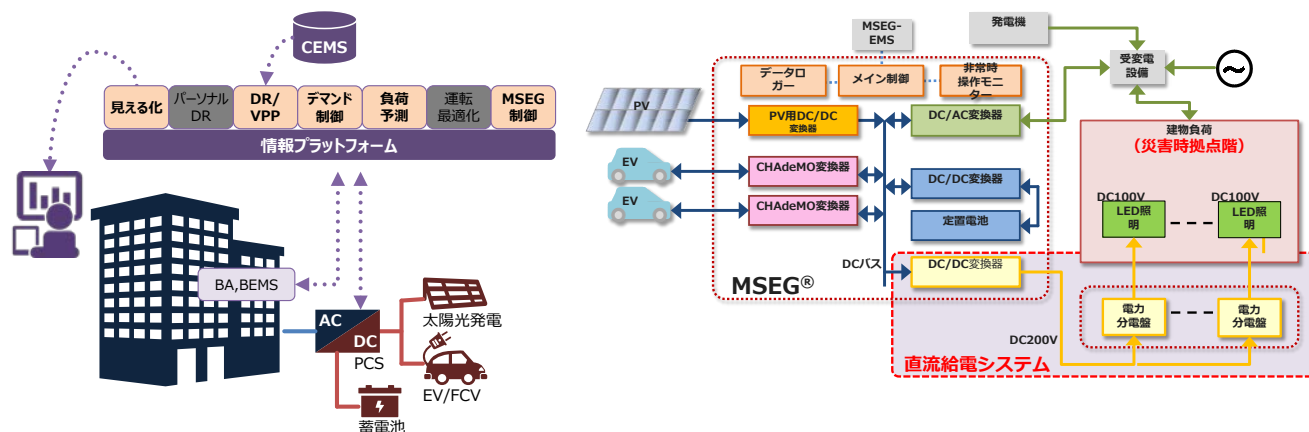 CEMS
見える化
パーソナル
DR
DR/
VPP
デマンド
制御
負荷
予測
運転
最適化
MSEG
制御
情報プラットフォーム
BA,BEMS
AC
DC
PCS
太陽光発電
EV/FCV
蓄電池
MSEG-
EMS
発電機
受変電
設備
データロ
ガー
メイン制御
非常時
操作モニ
ター
PV
PV用DC/DC
変換器
DC/AC変換器
EV
CHAdeMO変換器
EV
CHAdeMO変換器
DC/DC変換器
定置電池
DCバス
DC/DC変換器
MSEG®
建物負荷
(災害時拠点階)
DC100V
DC100V
LED照
明
LED照
明
電力
分電盤
電力
分電盤
DC200V
直流給電システム